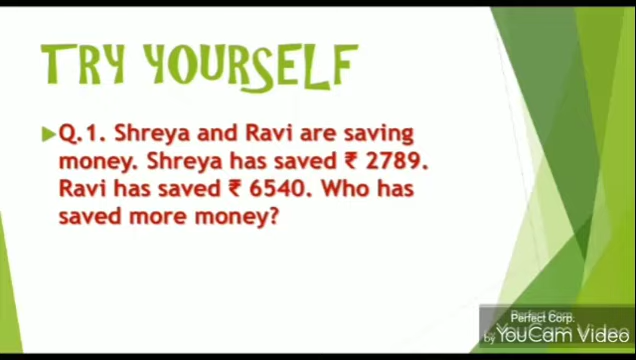 TRY YOURSELF
Q.1. Shreya and Ravi are saving
money. Shreya has saved ₹ 2789.
Ravi has saved ₹ 6540. Who has
saved more money?
Perfect Corp.
by YouCam Video